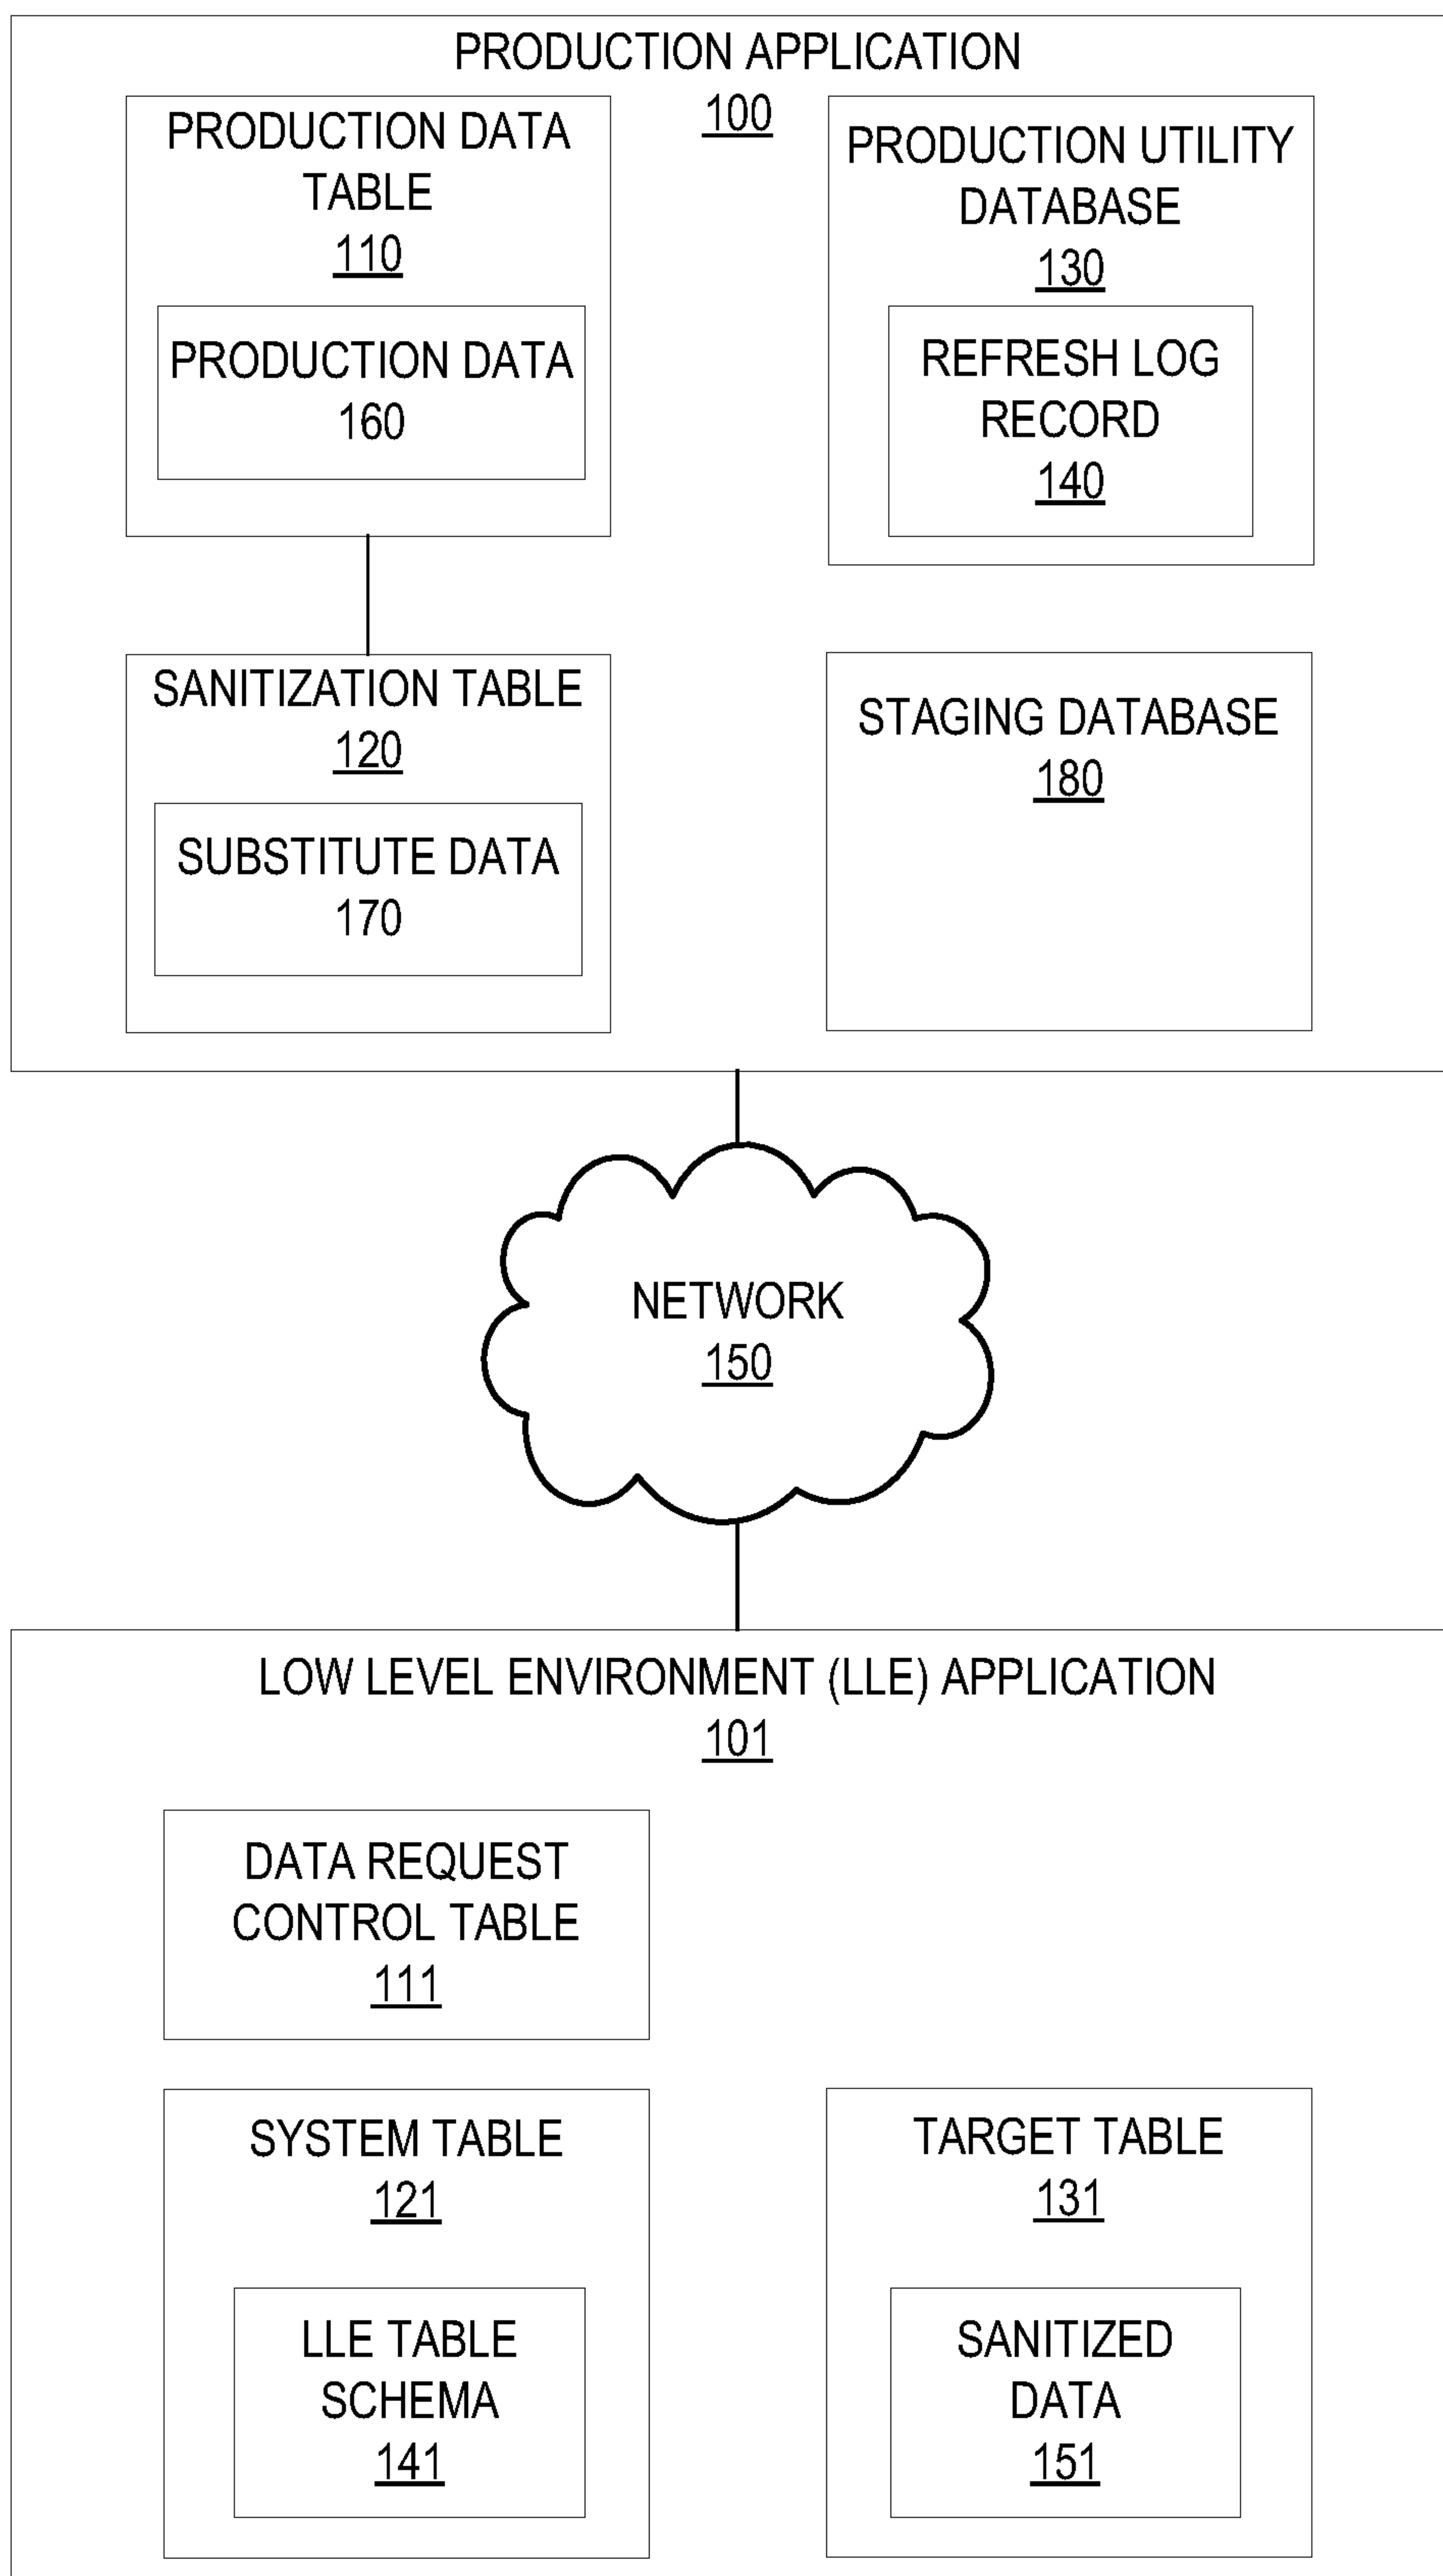 PRODUCTION APPLICATION
100
PRODUCTION DATA
TABLE
110
PRODUCTION DATA
160
PRODUCTION UTILITY
DATABASE
130
REFRESH LOG
RECORD
140
SANITIZATION TABLE
120
SUBSTITUTE DATA
170
STAGING DATABASE
180
NETWORK
150
LOW LEVEL ENVIRONMENT (LLE) APPLICATION
101
DATA REQUEST
CONTROL TABLE
111
SYSTEM TABLE
121
LLE TABLE
SCHEMA
141
TARGET TABLE
131
SANITIZED
DATA
151